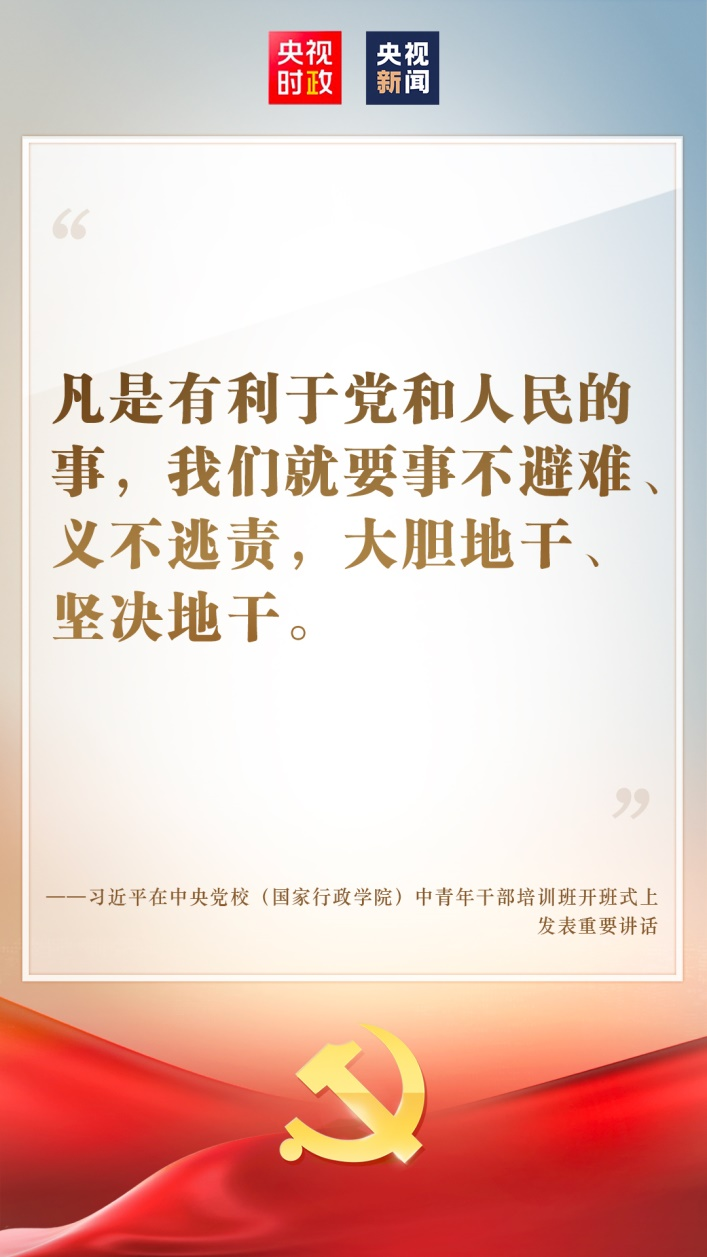 央视时政
央视新闻
“
凡是有利于党和人民的
事，我们就要事不避难、
义不逃责，大胆地干、
坚决地干。
”
——习近平在中央党校（国家行政学院）中青年干部培训班开班式上
发表重要讲话